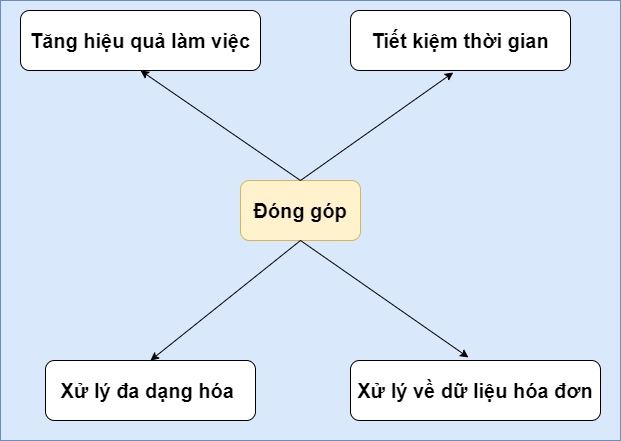 Tăng hiệu quả làm việc
Tiết kiệm thời gian
Đóng góp
Xử lý đa dạng hóa
Xử lý về dữ liệu hóa đơn